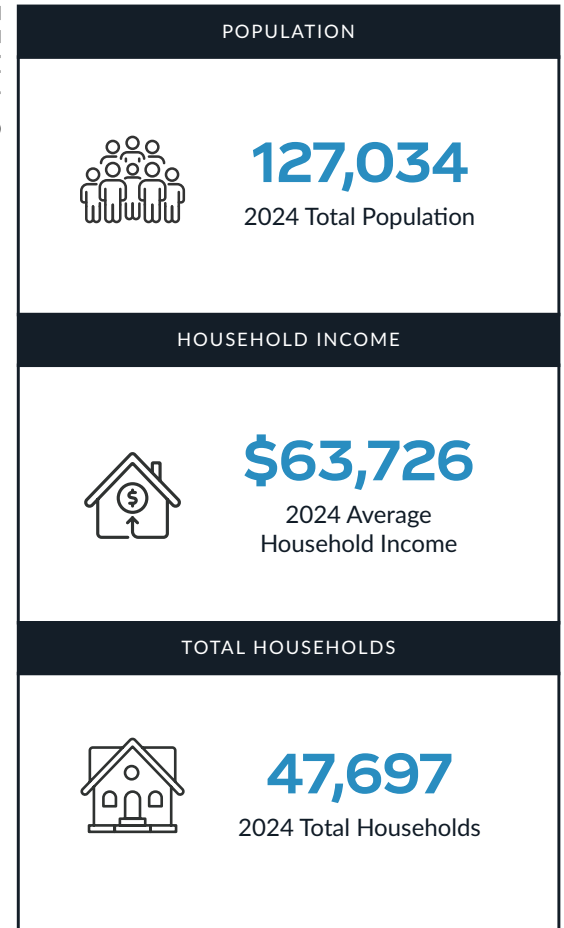 POPULATION
127,034
2024 Total Population
HOUSEHOLD INCOME
$63,726
2024 Average
Household Income
TOTAL HOUSEHOLDS
47,697
2024 Total Households